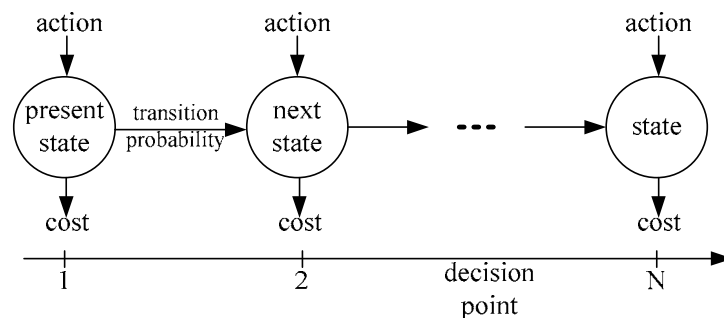 action action action
present
state
transition
probability
next
state
state
cost cost cost
1 2 decision N
point